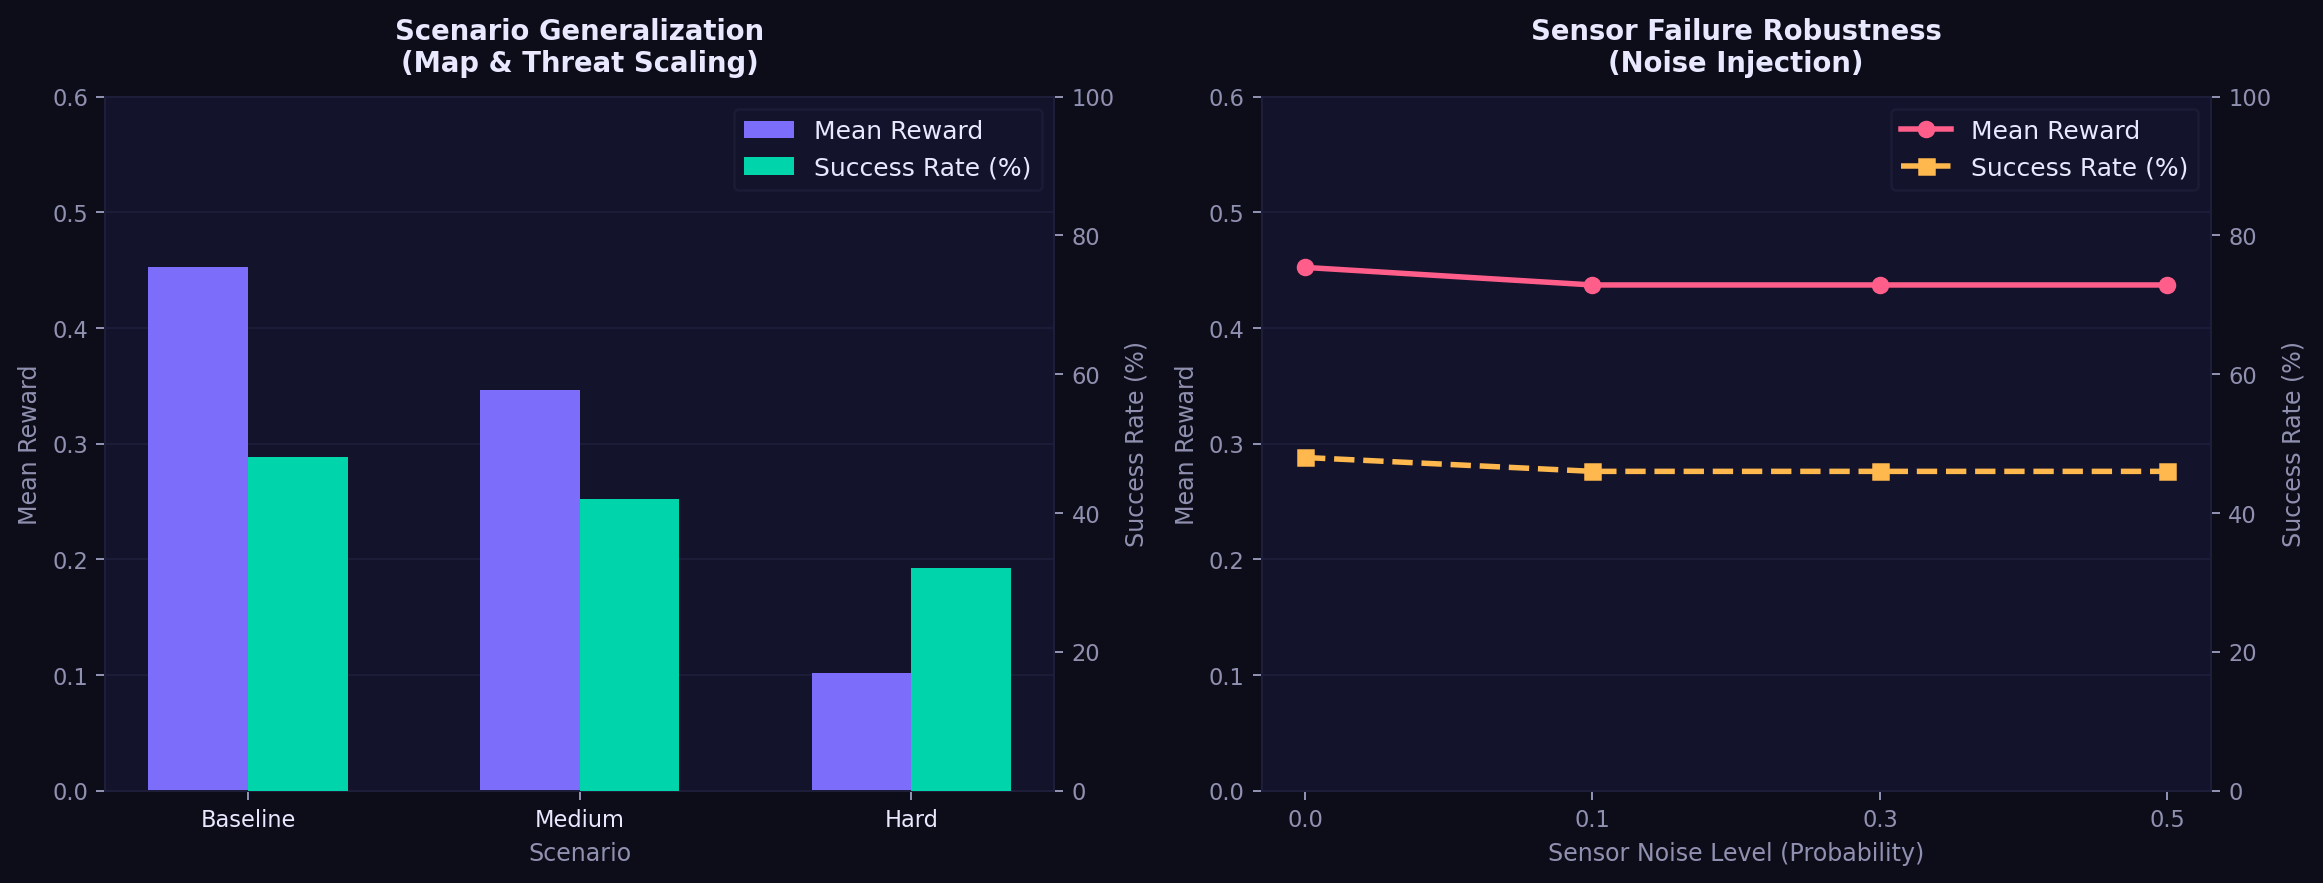 Scenario Generalization
(Map & Threat Scaling)
0.6
0.5
0.4
0.3
0.2
0.1
0.0
Mean Reward
100
80
60
40
20
0
Success Rate (%)
Mean Reward
Success Rate (%)
Baseline
Medium
Hard
Scenario
Sensor Failure Robustness
(Noise Injection)
0.6
0.5
0.4
0.3
0.2
0.1
0.0
Mean Reward
100
80
60
40
20
0
Success Rate (%)
Mean Reward
Success Rate (%)
0.0
0.1
0.3
0.5
Sensor Noise Level (Probability)